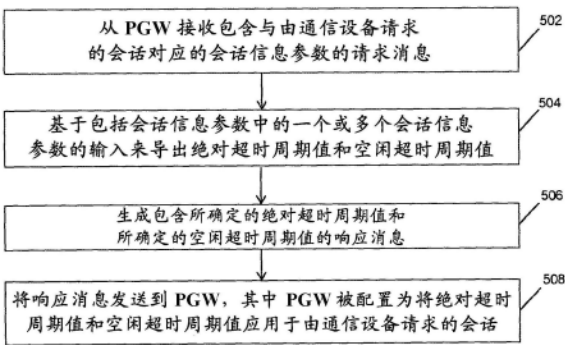 从 PGW 接收包含与由通信设备请求
的会话对应的会话信息参数的请求消息
502
基于包括会话信息参数中的一个或多个会话信息
参数的输入来导出绝对超时周期值和空闲超时周期值
504
生成包含所确定的绝对超时周期值和
所确定的空闲超时周期值的响应消息
506
将响应消息发送到 PGW，其中 PGW 被配置为将绝对超时
周期值和空闲超时周期值应用于由通信设备请求的会话
508